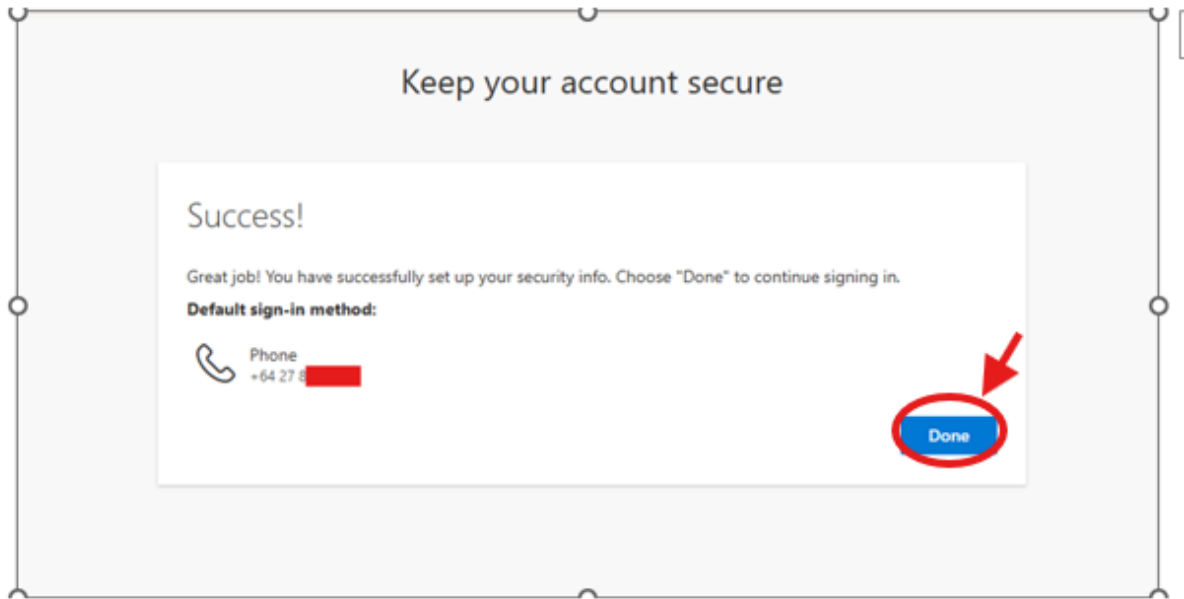 Keep your account secure
Success!
Great job! You have successfully set up your security info. Choose "Done" to continue signing in.
Default sign-in method:
Phone
+64 27 8
Done